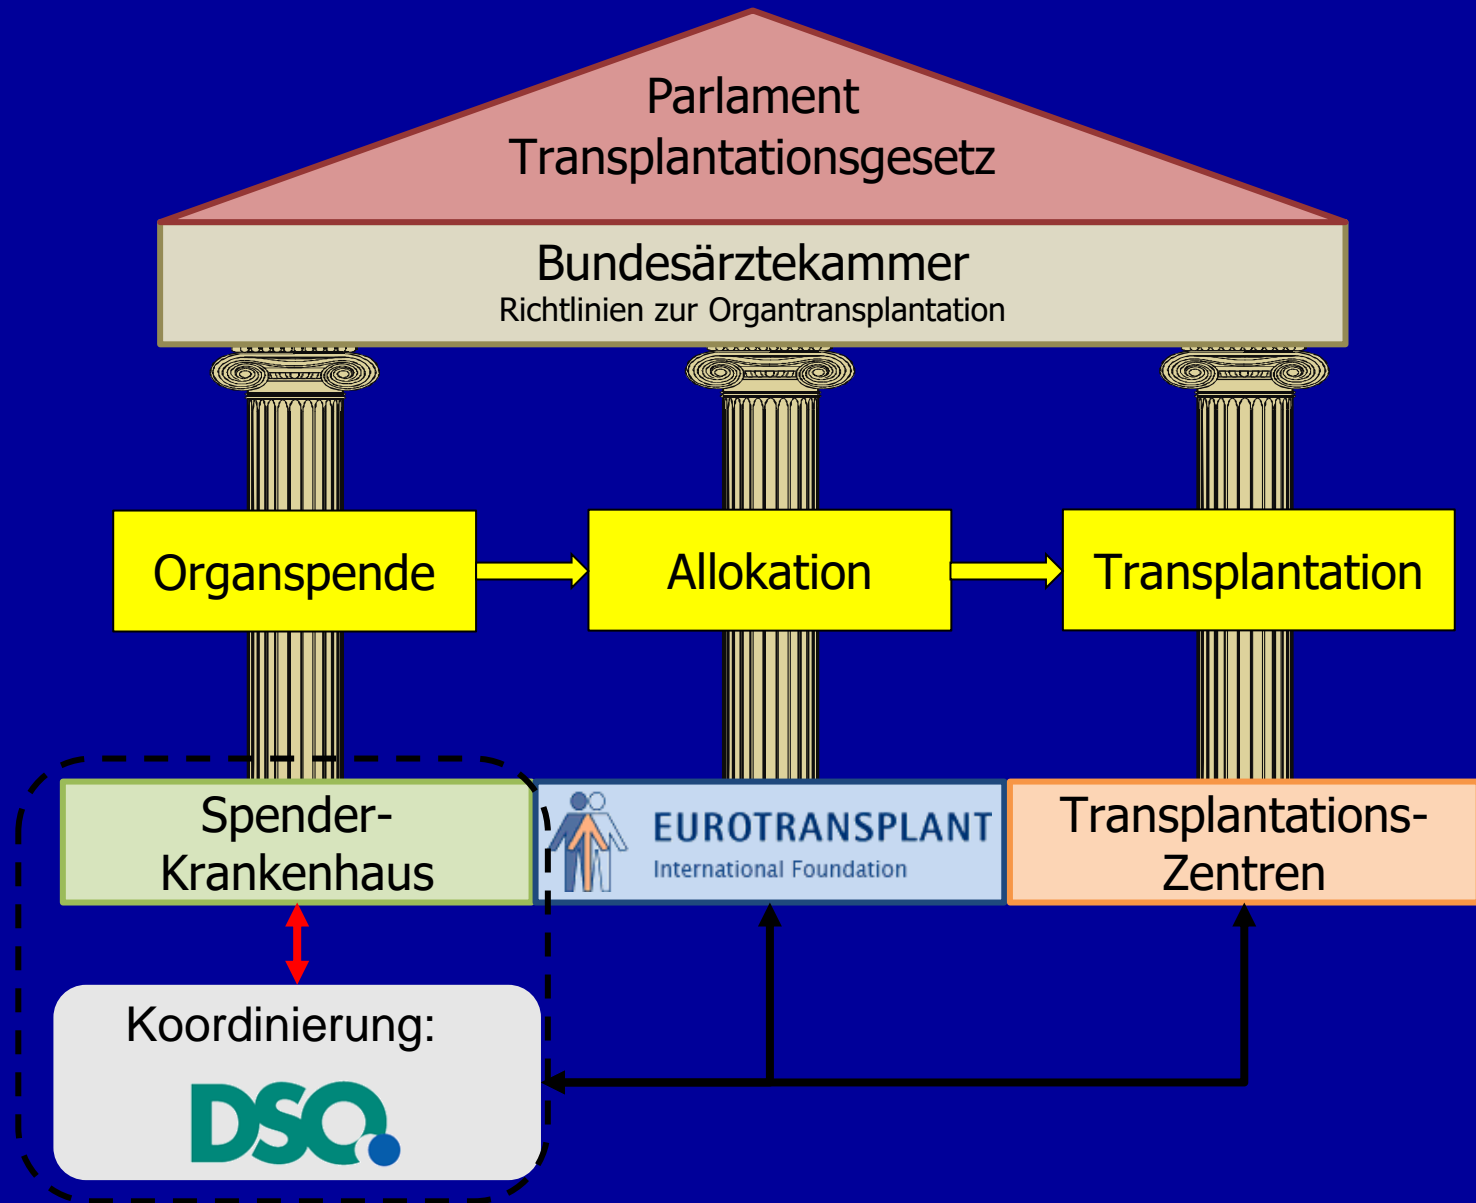 Parlament
Transplantationsgesetz
Bundesärztekammer
Richtlinien zur Organtransplantation
Organspende
Allokation
Transplantation
Spender-
Krankenhaus
EUROTRANSPLANT
International Foundation
Transplantations-
Zentren
Koordinierung:
DSO